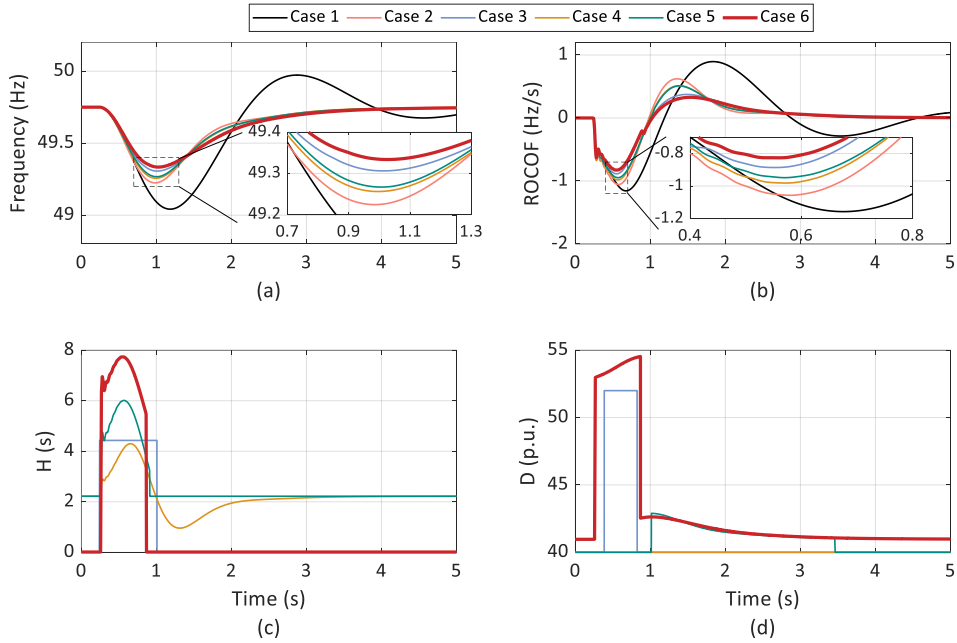 Case 1 Case 2 Case 3 Case 4 Case 5 Case 6
Frequency (Hz)
50
49.5
49
0 1 2 3 4 5
49.4
49.3
49.2
0.7 0.9 1.1 1.3
(a)
ROCOF (Hz/s)
1
0
-1
-2
0 1 2 3 4 5
-0.8
-1
-1.2
0.4 0.6 0.8
(b)
H (s)
8
6
4
2
0
0 1 2 3 4 5
Time (s)
(c)
D (p.u.)
55
50
45
40
0 1 2 3 4 5
Time (s)
(d)